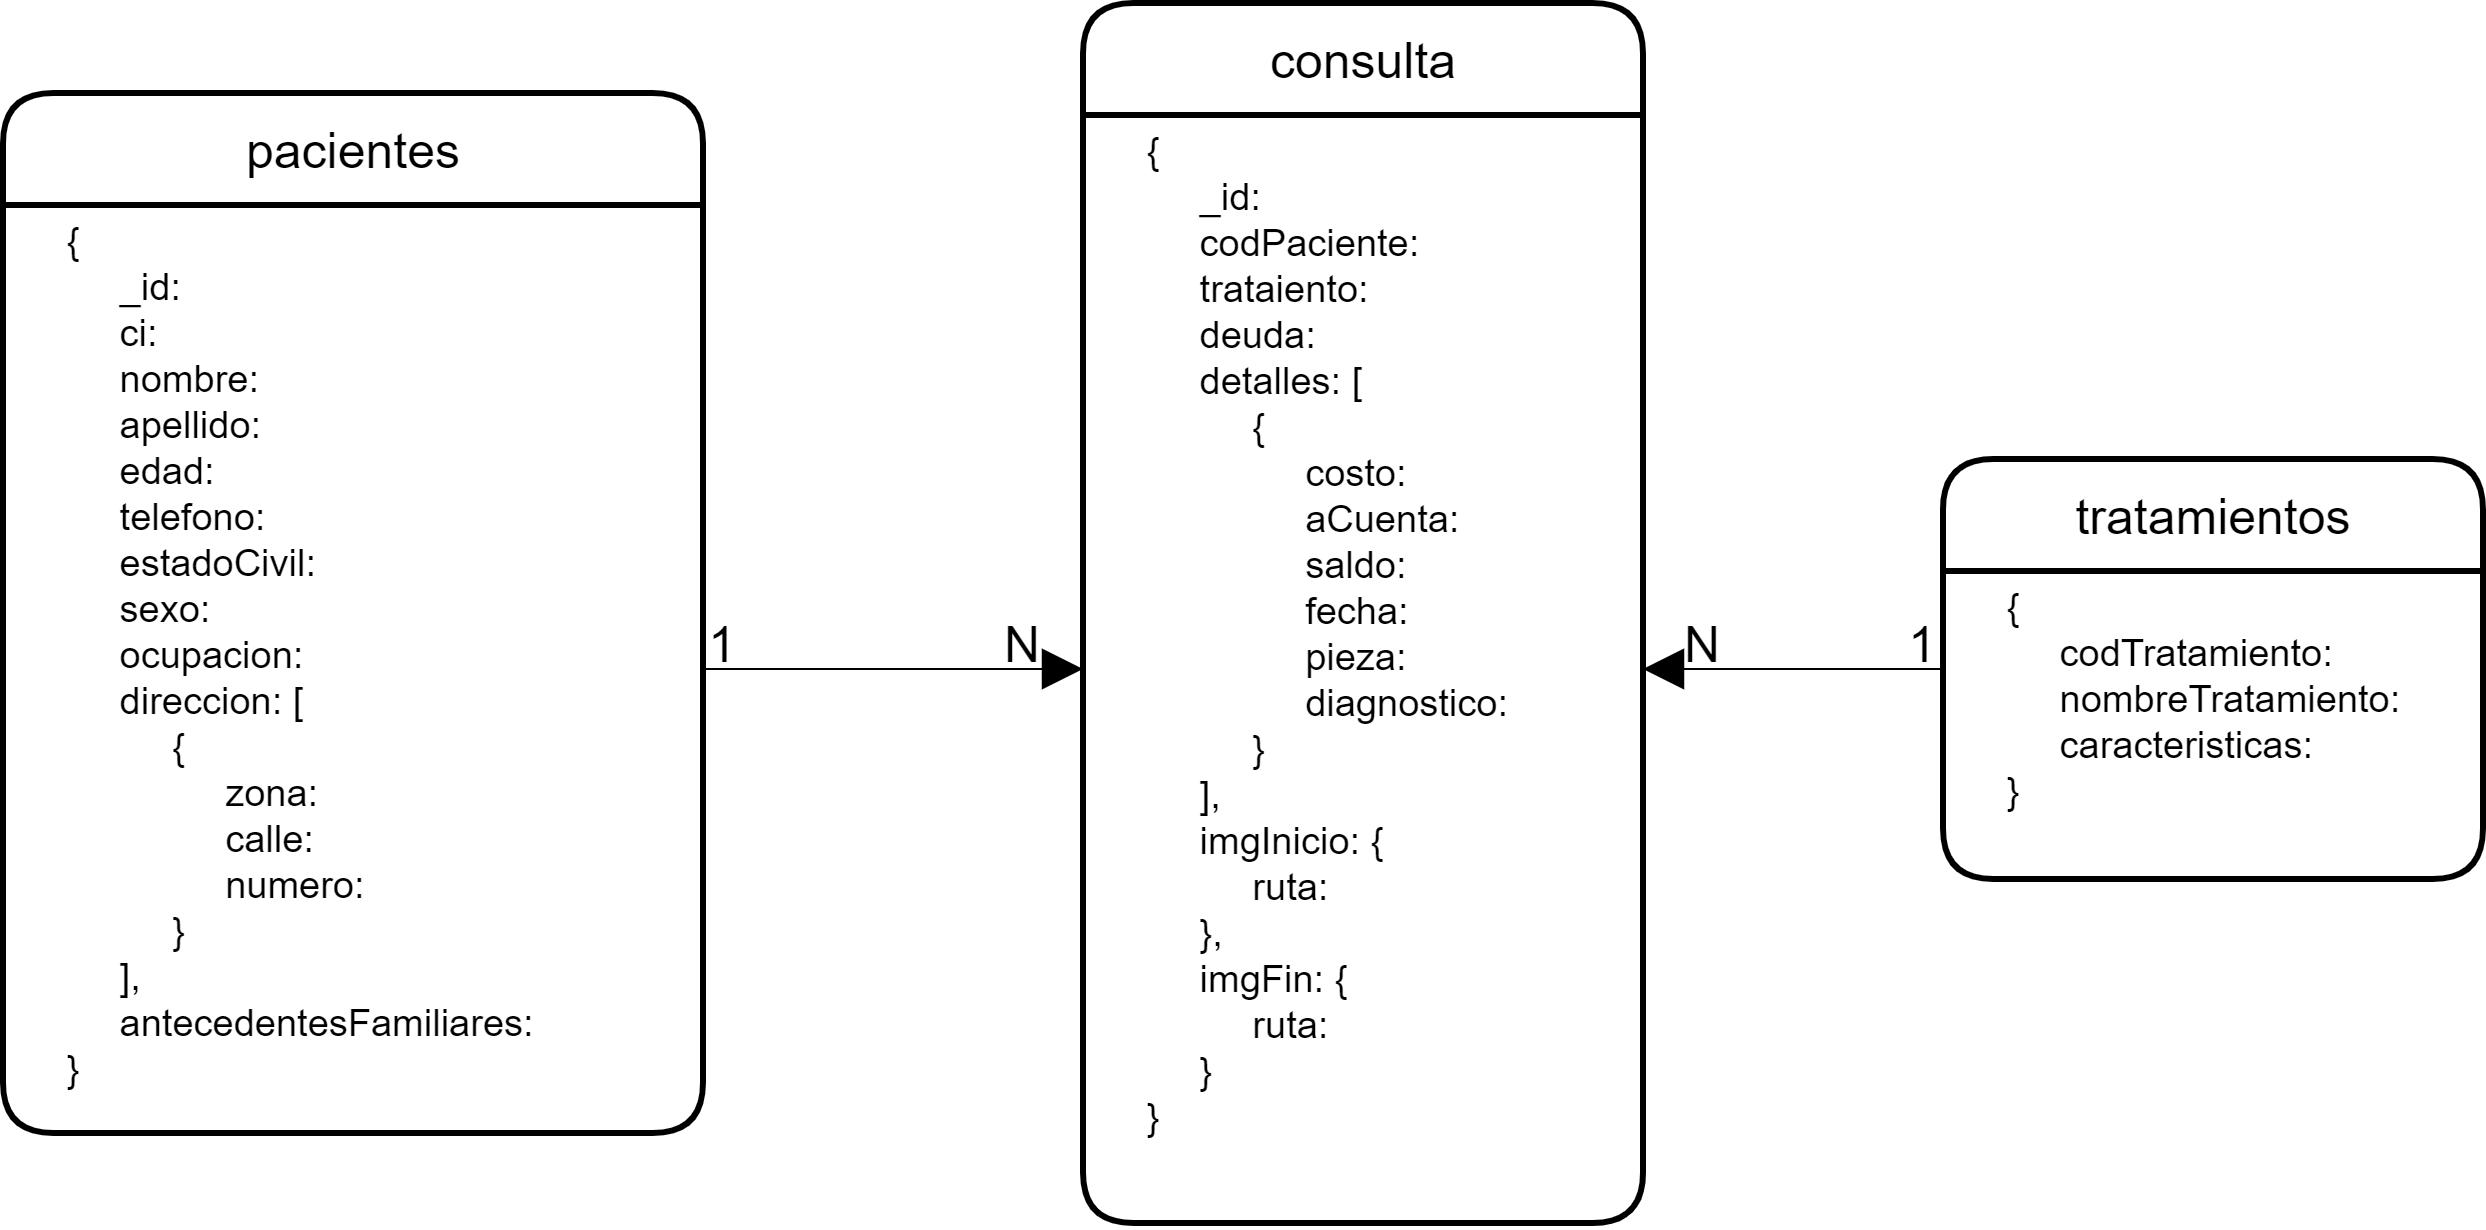 pacientes
{
_id:
ci:
nombre:
apellido:
edad:
telefono:
estadoCivil:
sexo:
ocupacion:
direccion: [
{
zona:
calle:
numero:
}
],
antecedentesFamiliares:
}
1
N
consulta
{
_id:
codPaciente:
trataiento:
deuda:
detalles: [
{
costo:
aCuenta:
saldo:
fecha:
pieza:
diagnostico:
}
],
imgInicio: {
ruta:
},
imgFin: {
ruta:
}
}
N
1
tratamientos
{
codTratamiento:
nombreTratamiento:
caracteristicas:
}